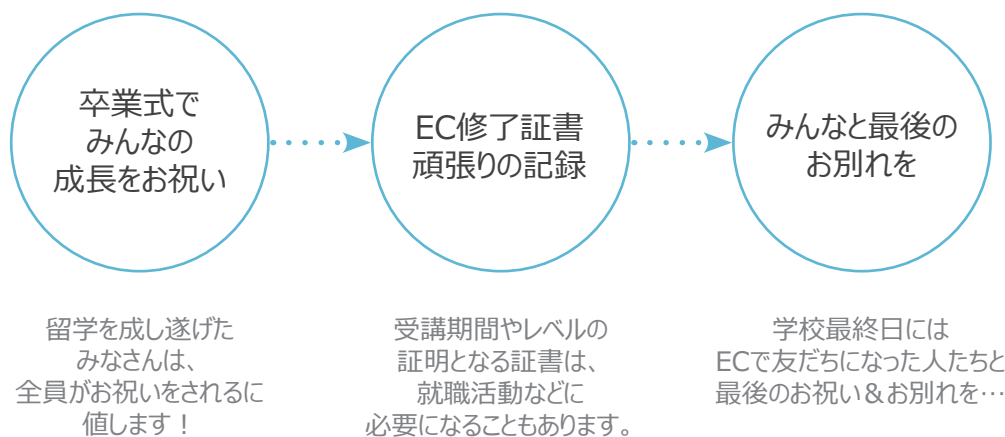 卒業式で
みんなの
成長をお祝い
EC修了証書
頑張りの記録
みんなと最後の
お別れを
留学を成し遂げた
みなさんは、
全員がお祝いをされるに
値します！
受講期間やレベルの
証明となる証書は、
就職活動などに
必要になることもあります。
学校最終日には
ECで友だちになった人たちと
最後のお祝い＆お別れを…